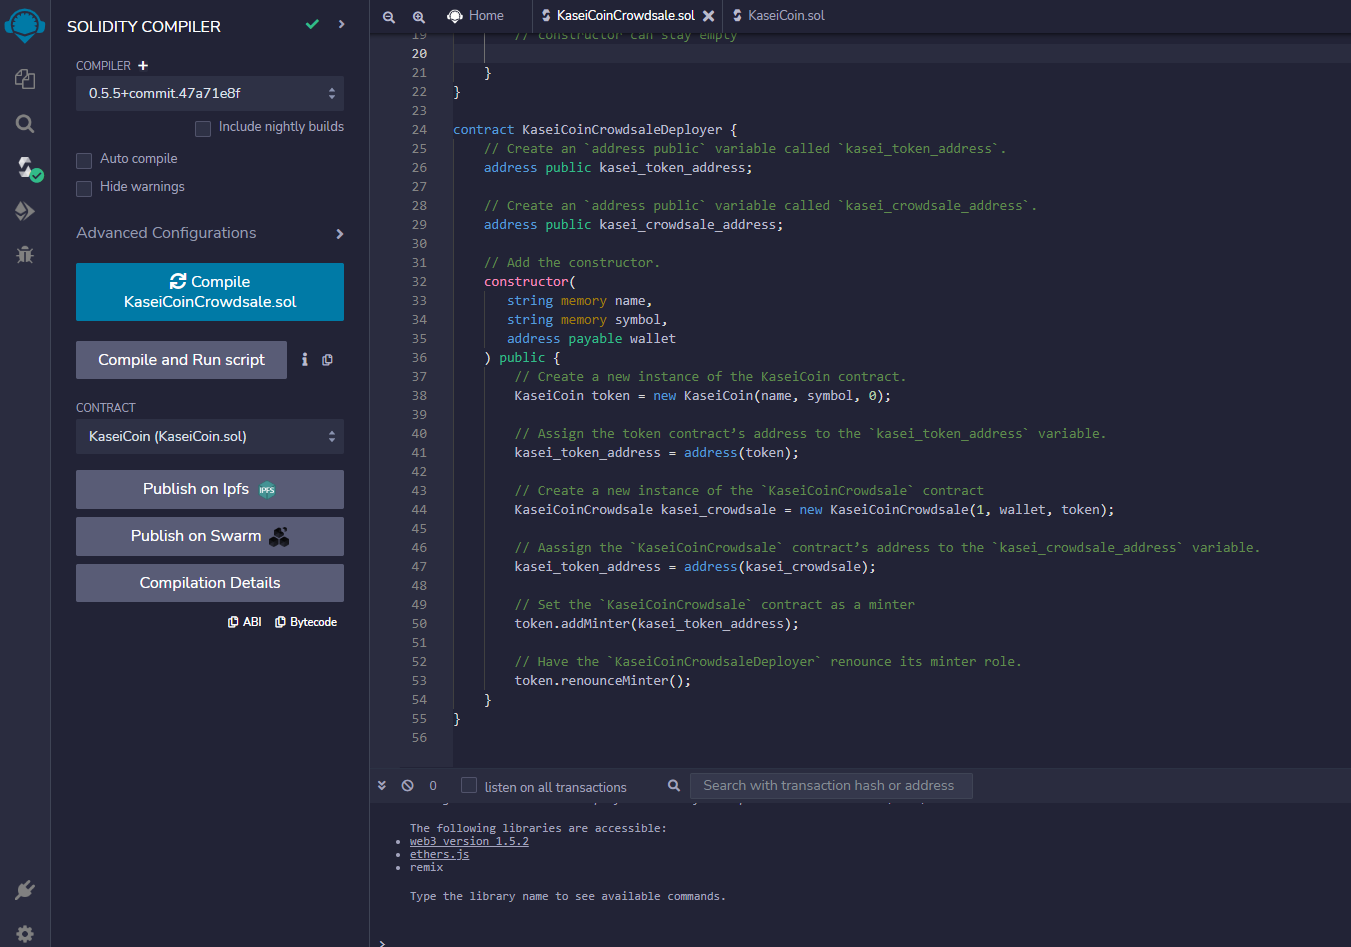 SOLIDITY COMPILER
COMPILER +
0.5.5+commit.47a71e8f
Include nightly builds
Auto compile
Hide warnings
Advanced Configurations
Compile
KaseiCoinCrowdsale.sol
Compile and Run script
CONTRACT
KaseiCoin (KaseiCoin.sol)
Publish on Ipfs IPFS
Publish on Swarm
Compilation Details
ABI Bytecode
Home KaseiCoinCrowdsale.sol KaseiCoin.sol
19 // constructor can stay empty
20
21 }
22 }
23
24 contract KaseiCoinCrowdsaleDeployer {
25 // Create an `address public` variable called `kasei_token_address`.
26 address public kasei_token_address;
27
28 // Create an `address public` variable called `kasei_crowdsale_address`.
29 address public kasei_crowdsale_address;
30
31 // Add the constructor.
32 constructor(
33 string memory name,
34 string memory symbol,
35 address payable wallet
36 ) public {
37 // Create a new instance of the KaseiCoin contract.
38 KaseiCoin token = new KaseiCoin(name, symbol, 0);
39
40 // Assign the token contract’s address to the `kasei_token_address` variable.
41 kasei_token_address = address(token);
42
43 // Create a new instance of the `KaseiCoinCrowdsale` contract
44 KaseiCoinCrowdsale kasei_crowdsale = new KaseiCoinCrowdsale(1, wallet, token);
45
46 // Aassign the `KaseiCoinCrowdsale` contract’s address to the `kasei_crowdsale_address` variable.
47 kasei_token_address = address(kasei_crowdsale);
48
49 // Set the `KaseiCoinCrowdsale` contract as a minter
50 token.addMinter(kasei_token_address);
51
52 // Have the `KaseiCoinCrowdsaleDeployer` renounce its minter role.
53 token.renounceMinter();
54 }
55 }
56
0 listen on all transactions Search with transaction hash or address
The following libraries are accessible:
• web3 version 1.5.2
• ethers.js
• remix
Type the library name to see available commands.
>